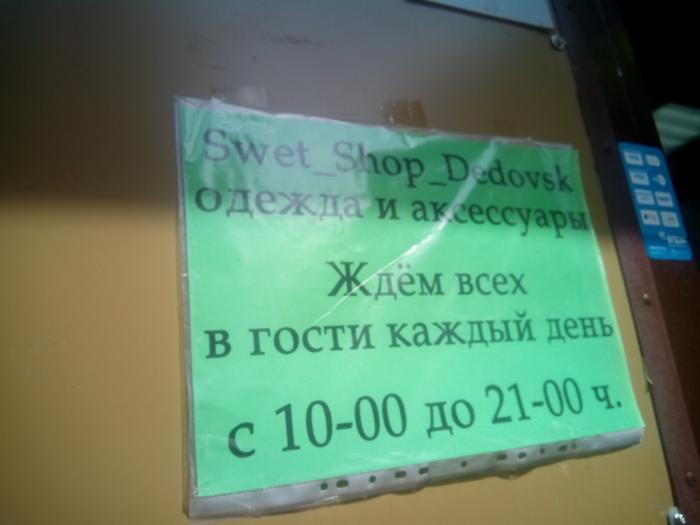 Swet_Shop_Dedovsk
одежда и аксессуары
Ждём всех
в гости каждый день
с 10-00 до 21-00 ч.